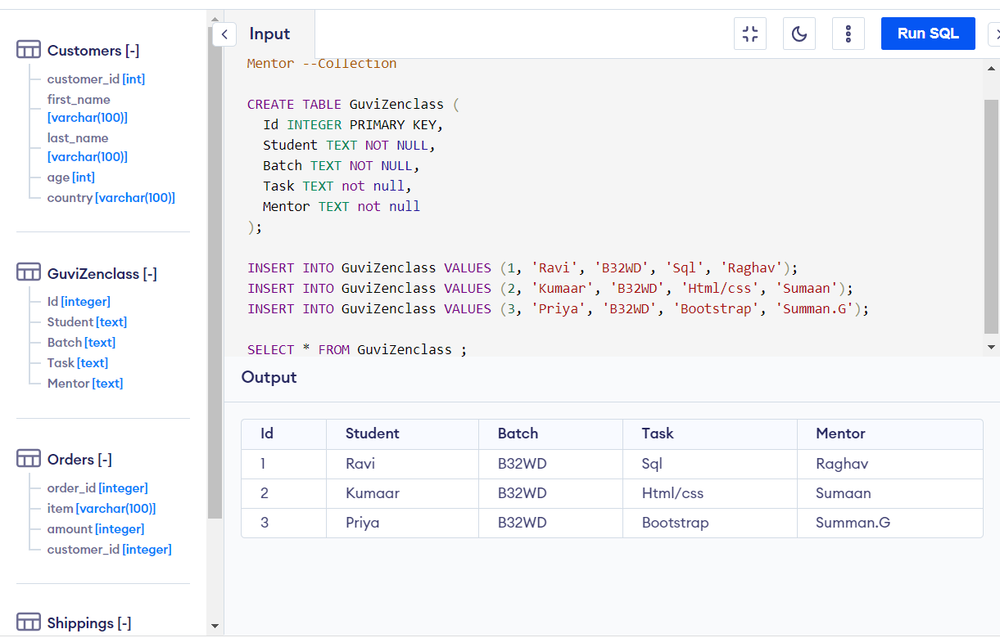 Customers [-]
customer_id [int]
first_name
[varchar(100)]
last_name
[varchar(100)]
age [int]
country [varchar(100)]
GuviZenclass [-]
Id [integer]
Student [text]
Batch [text]
Task [text]
Mentor [text]
Orders [-]
order_id [integer]
item [varchar(100)]
amount [integer]
customer_id [integer]
Shippings [-]
Input
Run SQL
Mentor --Collection
CREATE TABLE GuviZenclass (
Id INTEGER PRIMARY KEY,
Student TEXT NOT NULL,
Batch TEXT NOT NULL,
Task TEXT not null,
Mentor TEXT not null
);
INSERT INTO GuviZenclass VALUES (1, 'Ravi', 'B32WD', 'Sql', 'Raghav');
INSERT INTO GuviZenclass VALUES (2, 'Kumaar', 'B32WD', 'Html/css', 'Sumaan');
INSERT INTO GuviZenclass VALUES (3, 'Priya', 'B32WD', 'Bootstrap', 'Summan.G');
SELECT * FROM GuviZenclass ;
Output
Id Student Batch Task Mentor
1 Ravi B32WD Sql Raghav
2 Kumaar B32WD Html/css Sumaan
3 Priya B32WD Bootstrap Summan.G